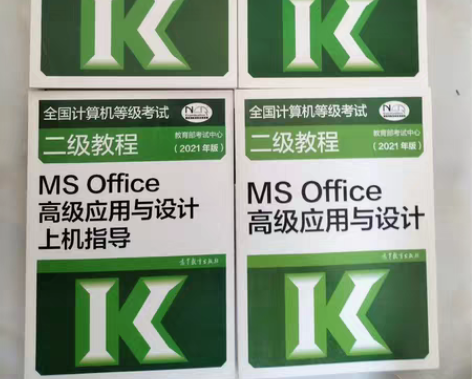 全国计算机等级考试
二级教程
教育部考试中心
(2021年版)
MS Office
高级应用与设计
上机指导
高等教育出版社
K
全国计算机等级考试
二级教程
教育部考试中心
(2021年版)
MS Office
高级应用与设计
高等教育出版社
K